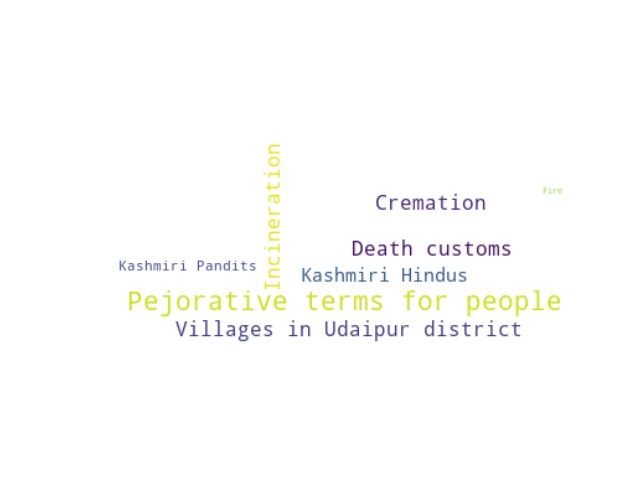 Incineration
Fire
Cremation
Death customs
Kashmiri Pandits
Kashmiri Hindus
Pejorative terms for people
Villages in Udaipur district